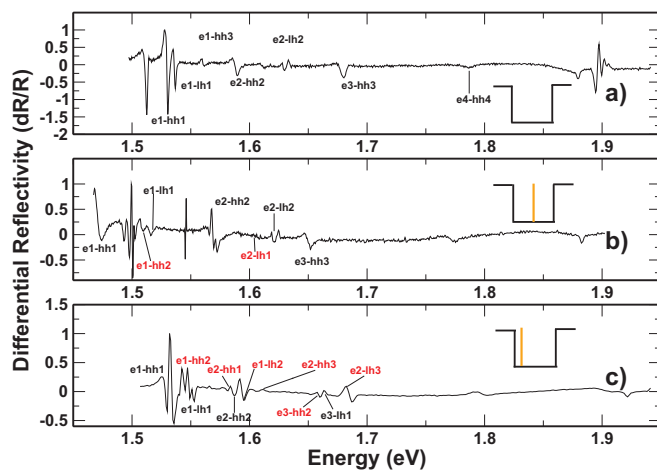 Differential Reflectivity (dR/R)
1
0.5
0
-0.5
-1
-1.5
-2
e1-hh3
e2-lh2
e1-lh1
e2-hh2
e1-hh1
e3-hh3
e4-hh4
a)
1.5 1.6 1.7 1.8 1.9
1
0.5
0
-0.5
e1-lh1
e2-hh2
e2-lh2
e1-hh1
e1-hh2
e2-lh1
e3-hh3
b)
1.5 1.6 1.7 1.8 1.9
1.5
1
0.5
0
-0.5
e1-hh1
e1-hh2
e2-hh1
e1-lh2
e2-hh3
e2-lh3
e1-lh1
e2-hh2
e3-hh2
e3-lh1
c)
1.5 1.6 1.7 1.8 1.9
Energy (eV)